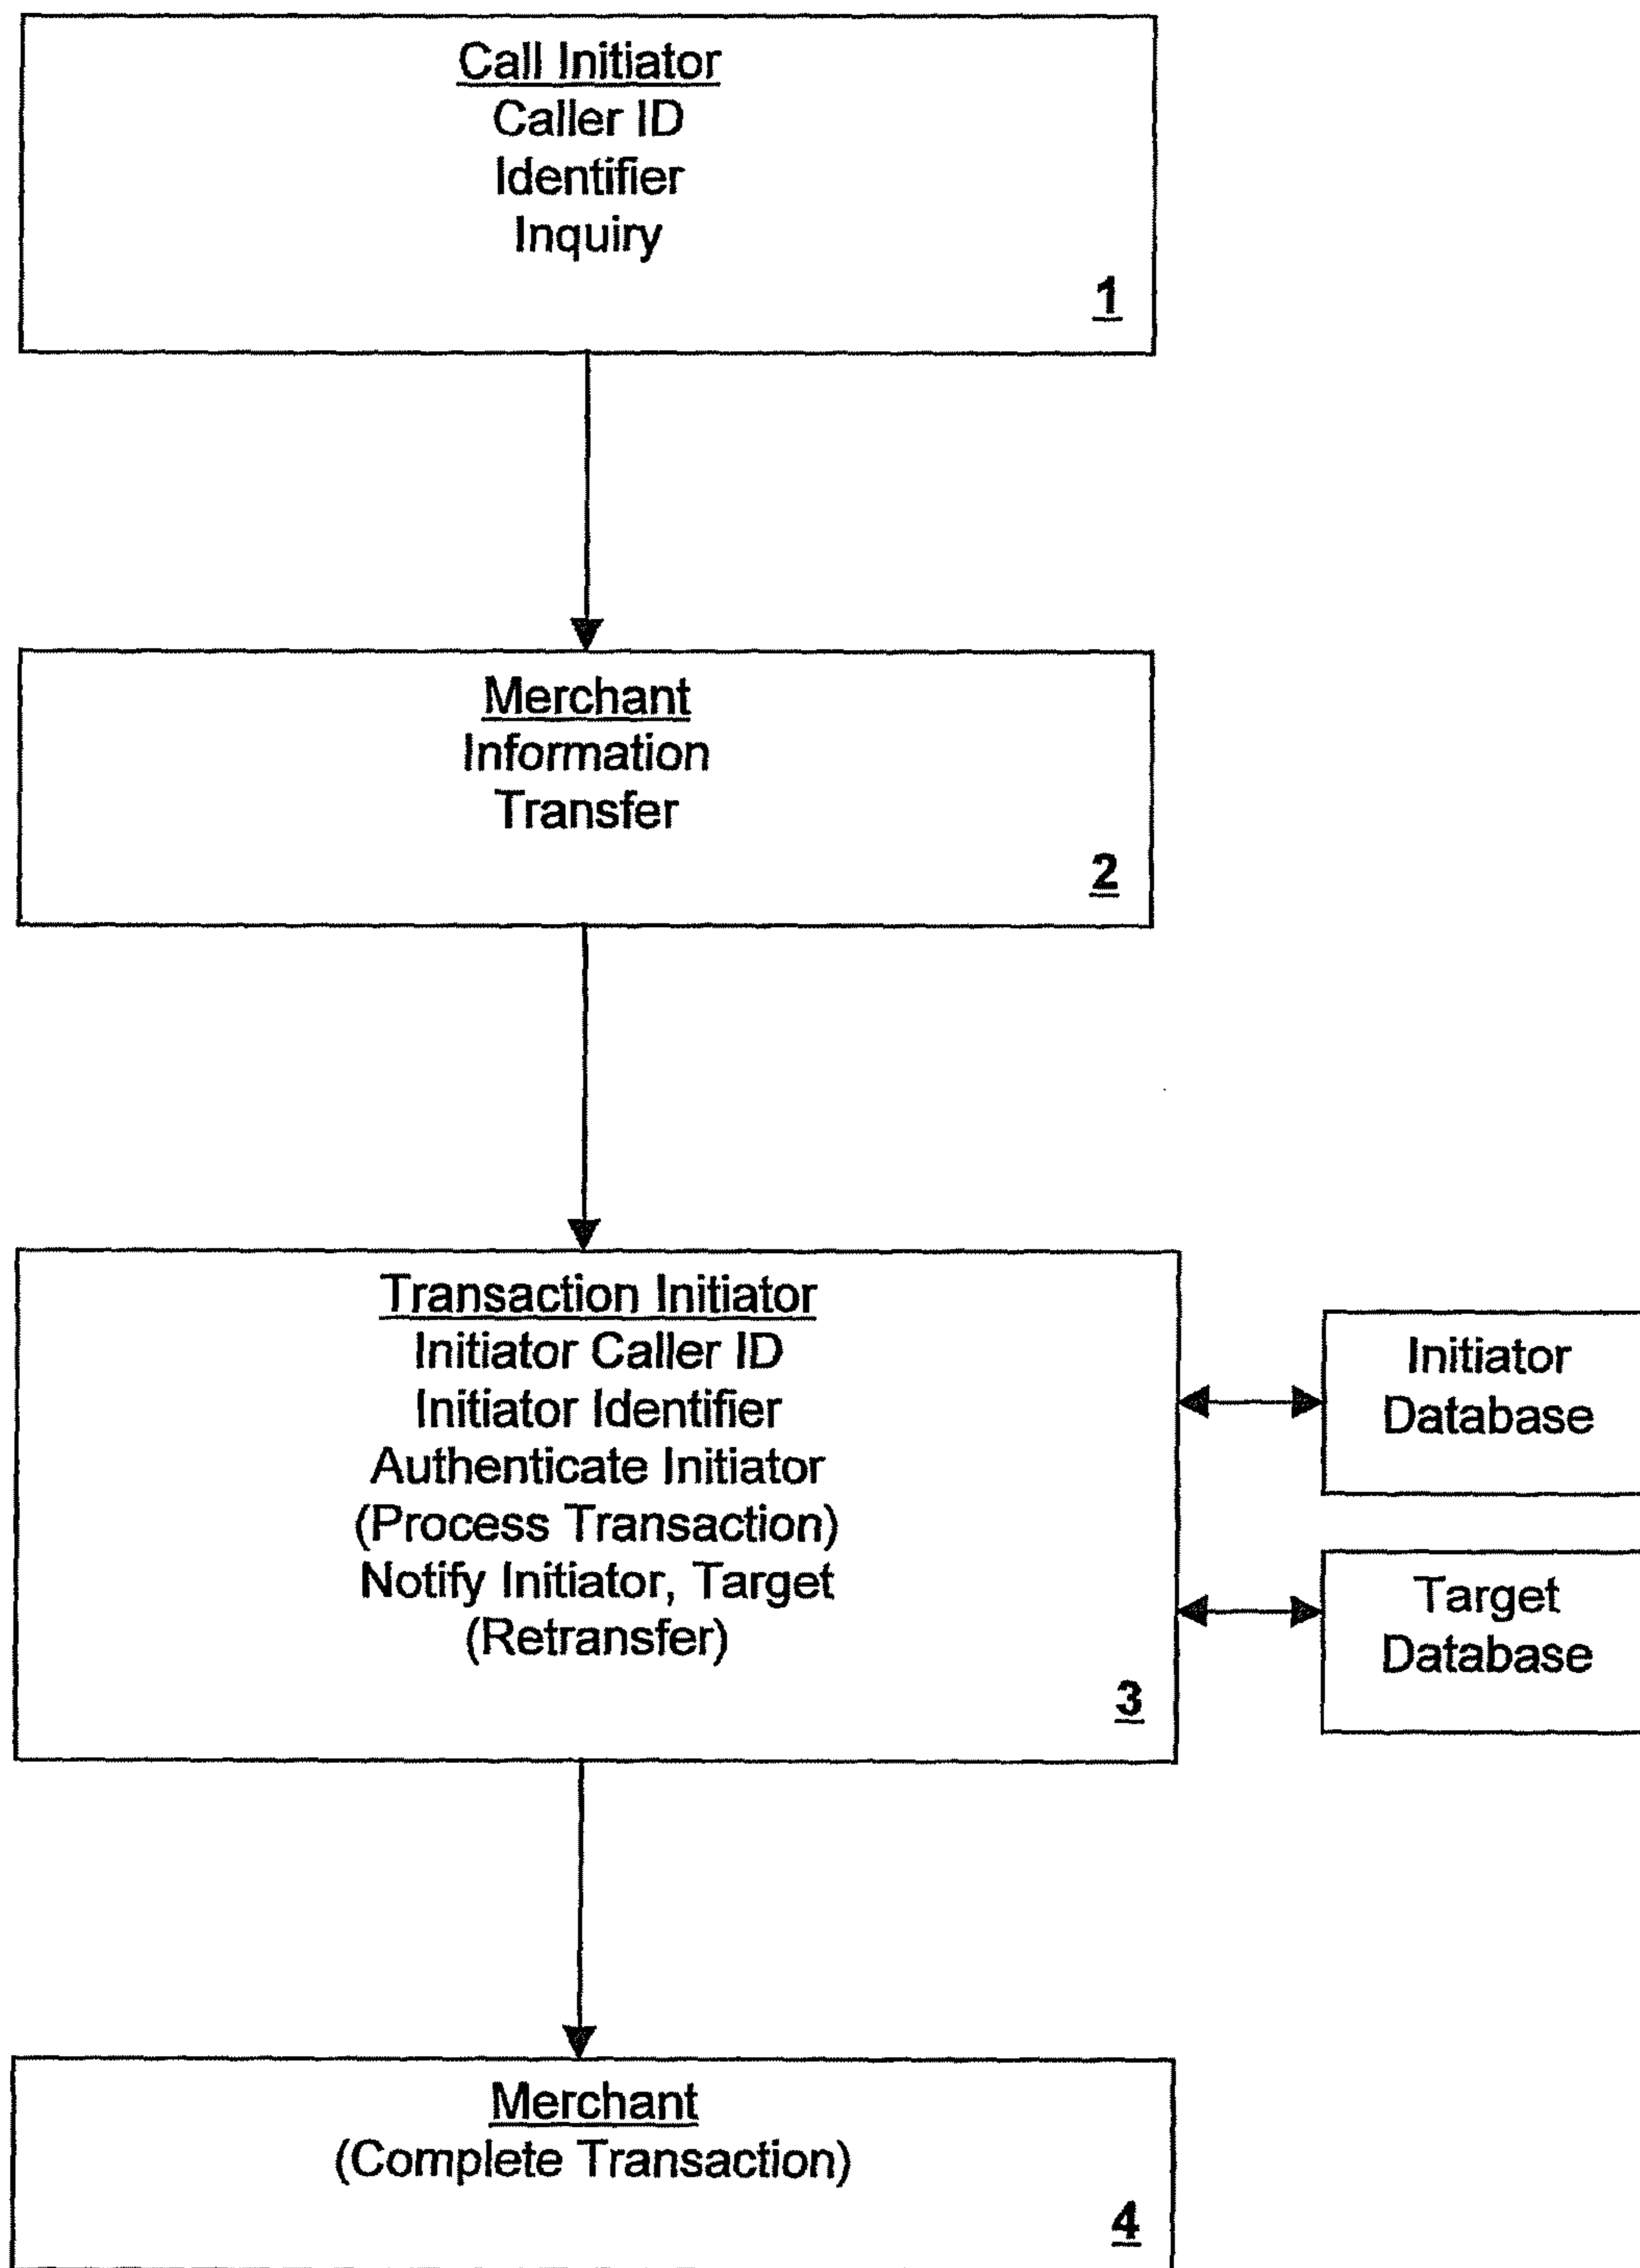 Call Initiator
Caller ID
Identifier
Inquiry
1
Merchant
Information
Transfer
2
Transaction Initiator
Initiator Caller ID
Initiator Identifier
Authenticate Initiator
(Process Transaction)
Notify Initiator, Target
(Retransfer)
3
Initiator
Database
Target
Database
Merchant
(Complete Transaction)
4